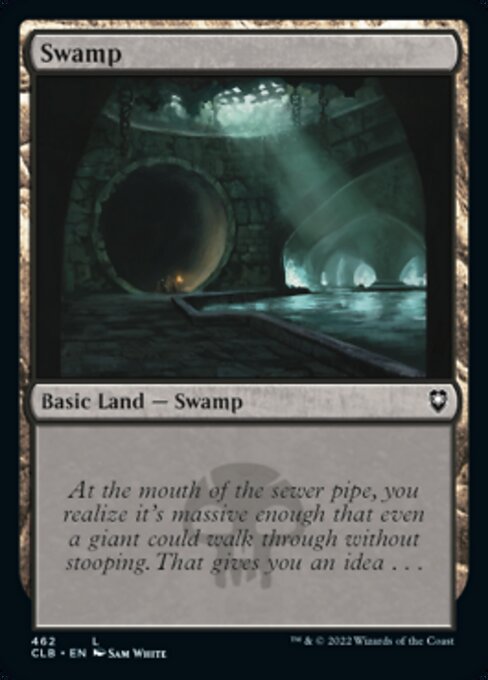 Swamp
Basic Land — Swamp
At the mouth of the sewer pipe, you
realize it's massive enough that even
a giant could walk through without
stooping. That gives you an idea . . .
462 L
™ & © 2022 Wizards of the Coast
CLB • EN Sam White